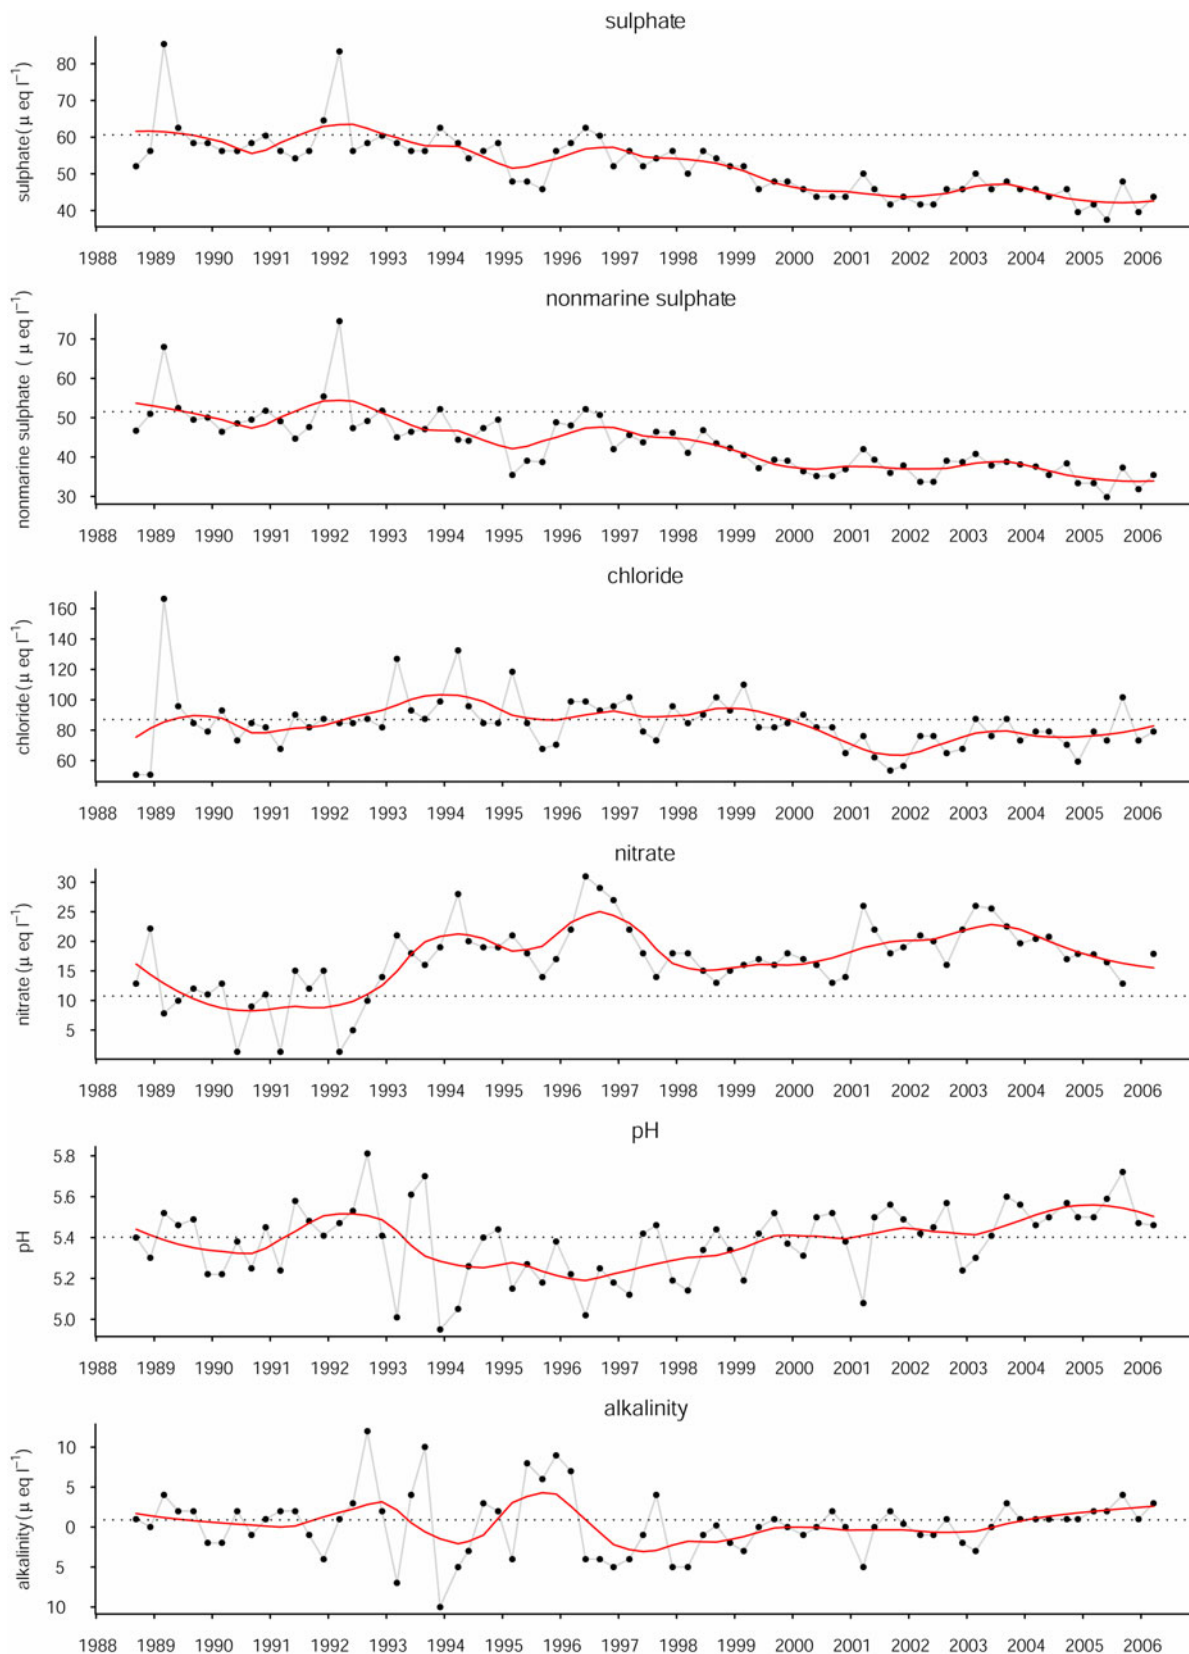 sulphate
sulphate(μ eq l⁻¹)
80
70
60
50
40
1988 1989 1990 1991 1992 1993 1994 1995 1996 1997 1998 1999 2000 2001 2002 2003 2004 2005 2006
nonmarine sulphate
nonmarine sulphate ( μ eq l⁻¹)
70
60
50
40
30
1988 1989 1990 1991 1992 1993 1994 1995 1996 1997 1998 1999 2000 2001 2002 2003 2004 2005 2006
chloride
chloride(μ eq l⁻¹)
160
140
120
100
80
60
1988 1989 1990 1991 1992 1993 1994 1995 1996 1997 1998 1999 2000 2001 2002 2003 2004 2005 2006
nitrate
nitrate(μ eq l⁻¹)
30
25
20
15
10
5
1988 1989 1990 1991 1992 1993 1994 1995 1996 1997 1998 1999 2000 2001 2002 2003 2004 2005 2006
pH
pH
5.8
5.6
5.4
5.2
5.0
1988 1989 1990 1991 1992 1993 1994 1995 1996 1997 1998 1999 2000 2001 2002 2003 2004 2005 2006
alkalinity
alkalinity(μ eq l⁻¹)
10
5
0
5
10
1988 1989 1990 1991 1992 1993 1994 1995 1996 1997 1998 1999 2000 2001 2002 2003 2004 2005 2006